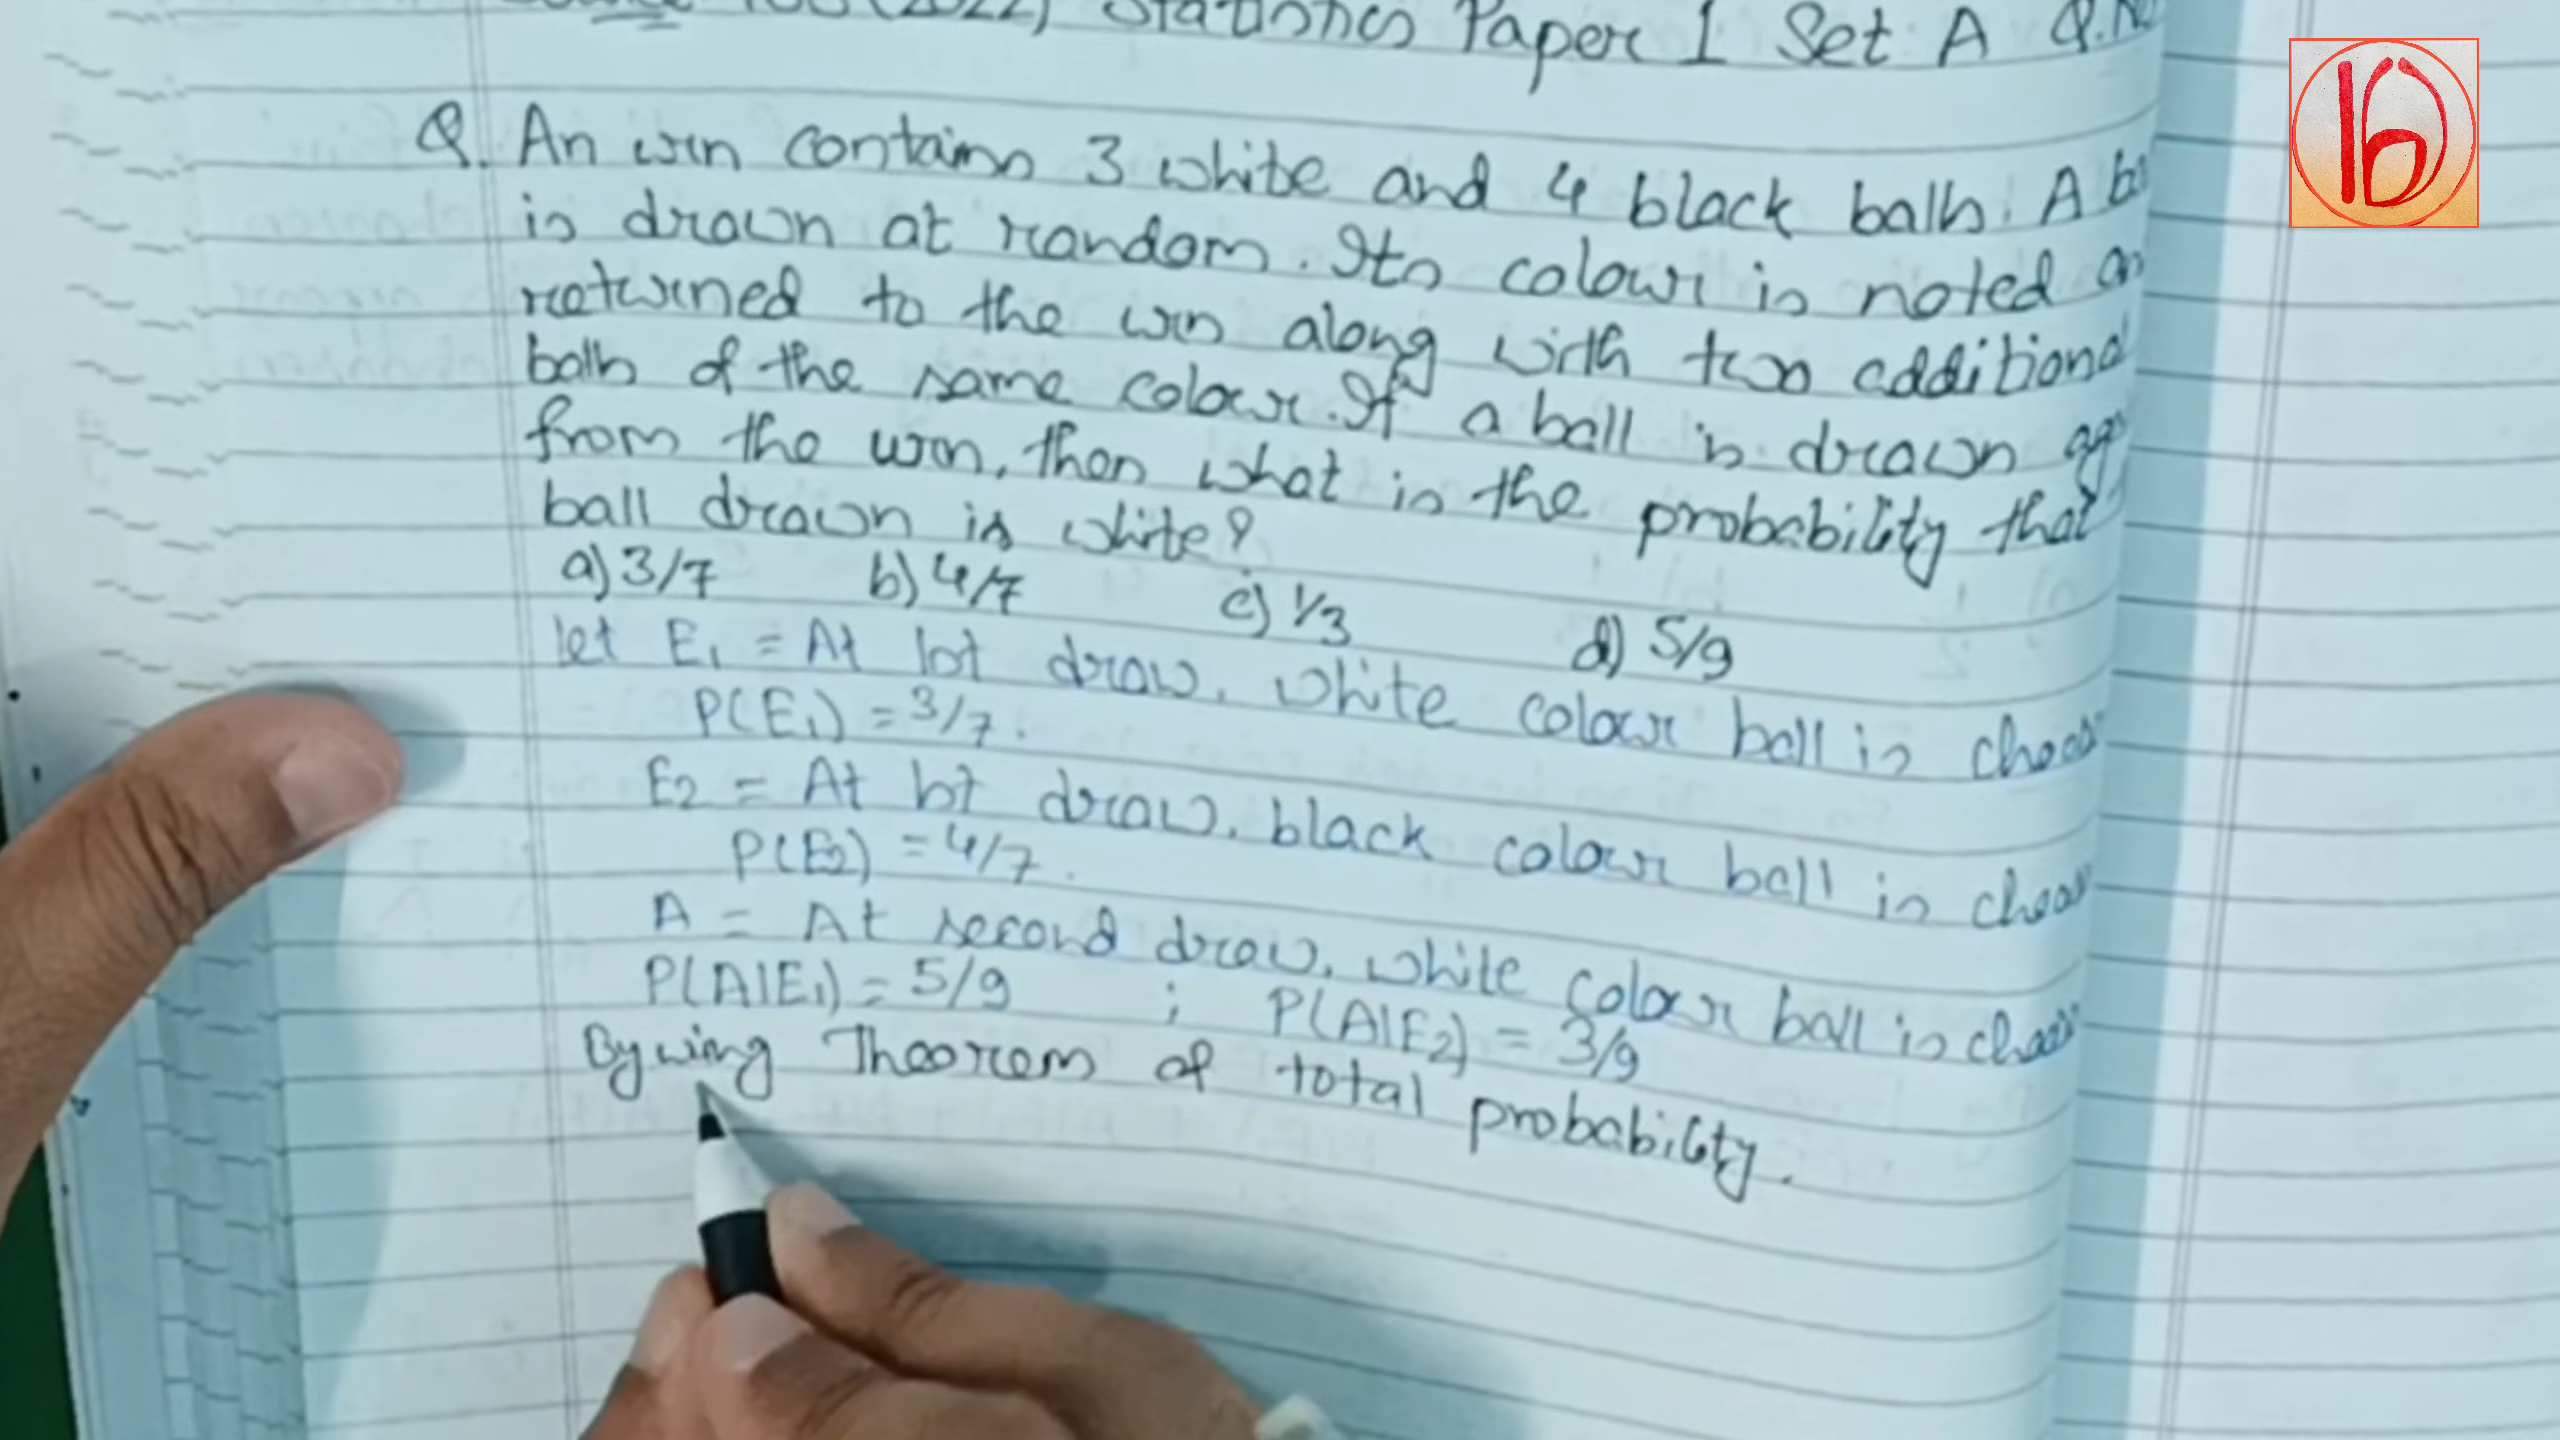 (2022) Statistics Paper 1 Set A Q.No
Q. An urn contains 3 white and 4 black balls. A
is drawn at random. Its colour is noted
returned to the urn along with two additional
balls of the same colour. If a ball is drawn
from the urn, then what is the probability that
ball drawn is white?
a) 3/7 b) 4/7 c) 1/3 d) 5/9
let E1 = At 1st draw, white colour ball is
P(E1) = 3/7.
E2 = At 1st draw, black colour ball is
P(E2) = 4/7.
A = At second draw, white colour ball is
P(A|E1) = 5/9 ; P(A|E2) = 3/9
By using Theorem of total probability.